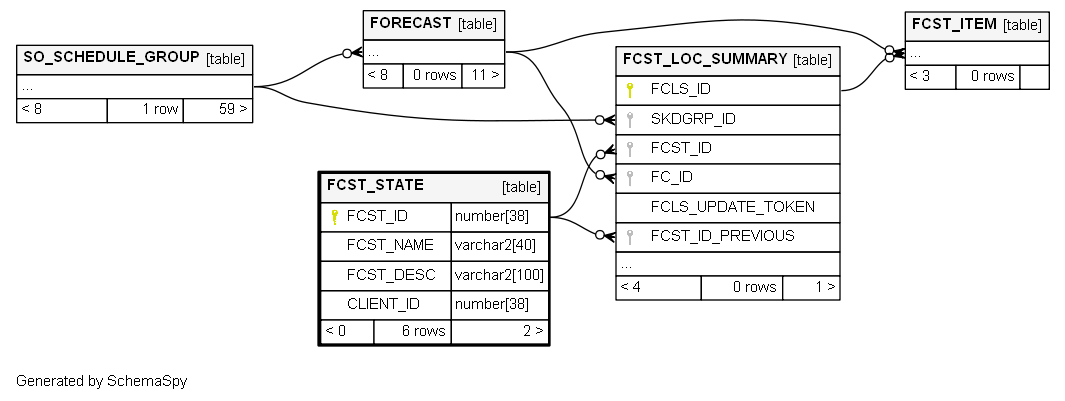 SO_SCHEDULE_GROUP [table]
...
< 8 1 row 59 >
FORECAST [table]
...
< 8 0 rows 11 >
FCST_STATE [table]
FCST_ID number[38]
FCST_NAME varchar2[40]
FCST_DESC varchar2[100]
CLIENT_ID number[38]
< 0 6 rows 2 >
FCST_LOC_SUMMARY [table]
FCLS_ID
SKDGRP_ID
FCST_ID
FC_ID
FCLS_UPDATE_TOKEN
FCST_ID_PREVIOUS
...
< 4 0 rows 1 >
FCST_ITEM [table]
...
< 3 0 rows
Generated by SchemaSpy